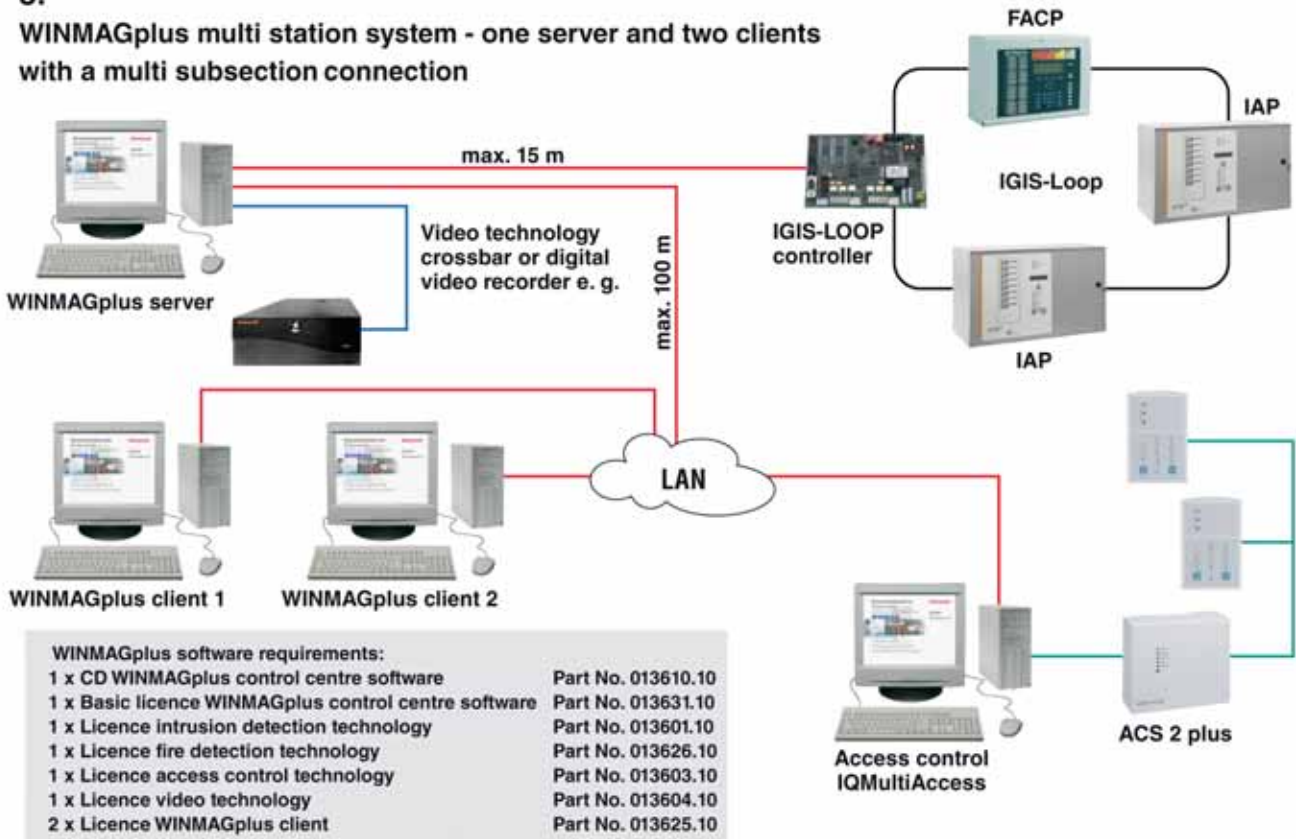 WINMAGplus multi station system - one server and two clients
with a multi subsection connection
FACP
IAP
max. 15 m
IGIS-Loop
IGIS-LOOP
controller
Video technology
crossbar or digital
video recorder e. g.
max. 100 m
WINMAGplus server
IAP
LAN
WINMAGplus client 1
WINMAGplus client 2
WINMAGplus software requirements:
1 x CD WINMAGplus control centre software Part No. 013610.10
1 x Basic licence WINMAGplus control centre software Part No. 013631.10
1 x Licence intrusion detection technology Part No. 013601.10
1 x Licence fire detection technology Part No. 013626.10
1 x Licence access control technology Part No. 013603.10
1 x Licence video technology Part No. 013604.10
2 x Licence WINMAGplus client Part No. 013625.10
Access control
IQMultiAccess
ACS 2 plus